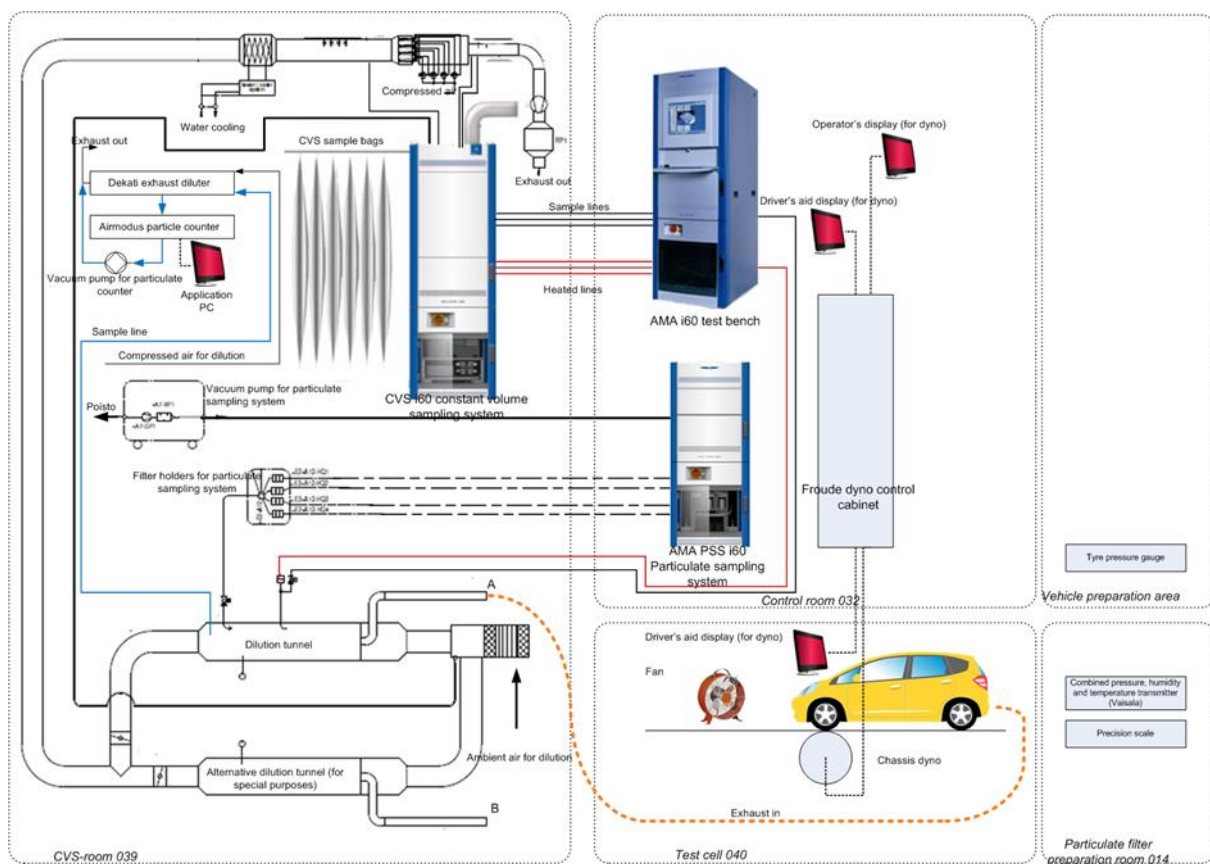 Compressed air
Water cooling
Exhaust out
CVS sample bags
Dekati exhaust diluter
Airmodus particle counter
Vacuum pump for particulate
counter
Application
PC
Sample line
Compressed air for dilution
Exhaust out
Sample lines
Heated lines
CVS i60 constant volume
sampling system
Vacuum pump for particulate
sampling system
Poisto
Filter holders for particulate
sampling system
A
Dilution tunnel
Ambient air for dilution
Alternative dilution tunnel (for
special purposes)
B
CVS-room 039
AMA i60 test bench
Operator's display (for dyno)
Driver's aid display (for dyno)
Froude dyno control
cabinet
AMA PSS i60
Particulate sampling
system
Control room 032
Tyre pressure gauge
Vehicle preparation area
Driver's aid display (for dyno)
Fan
Chassis dyno
Exhaust in
Test cell 040
Combined pressure, humidity
and temperature transmitter
(Vaisala)
Precision scale
Particulate filter
preparation room 014